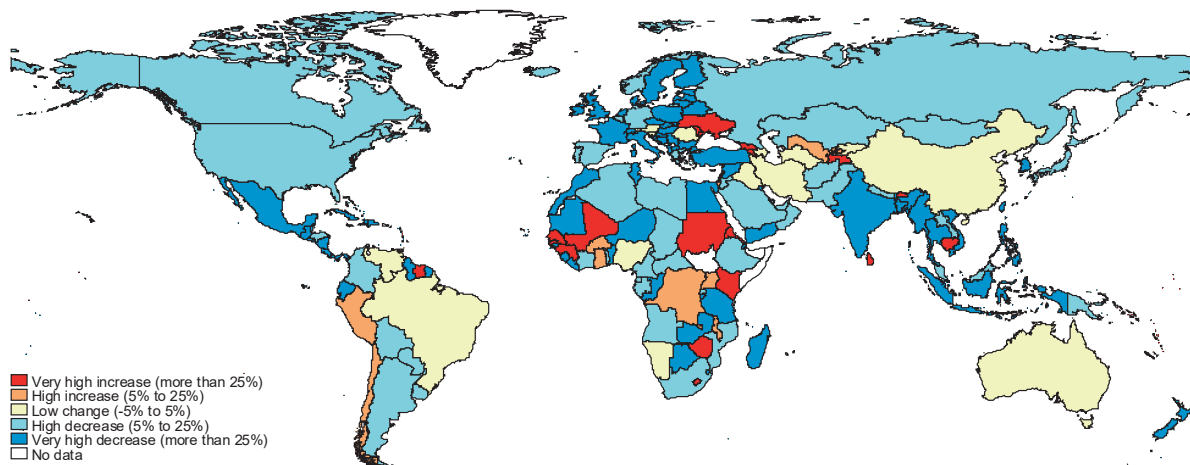 Very high increase (more than 25%)
High increase (5% to 25%)
Low change (-5% to 5%)
High decrease (5% to 25%)
Very high decrease (more than 25%)
No data